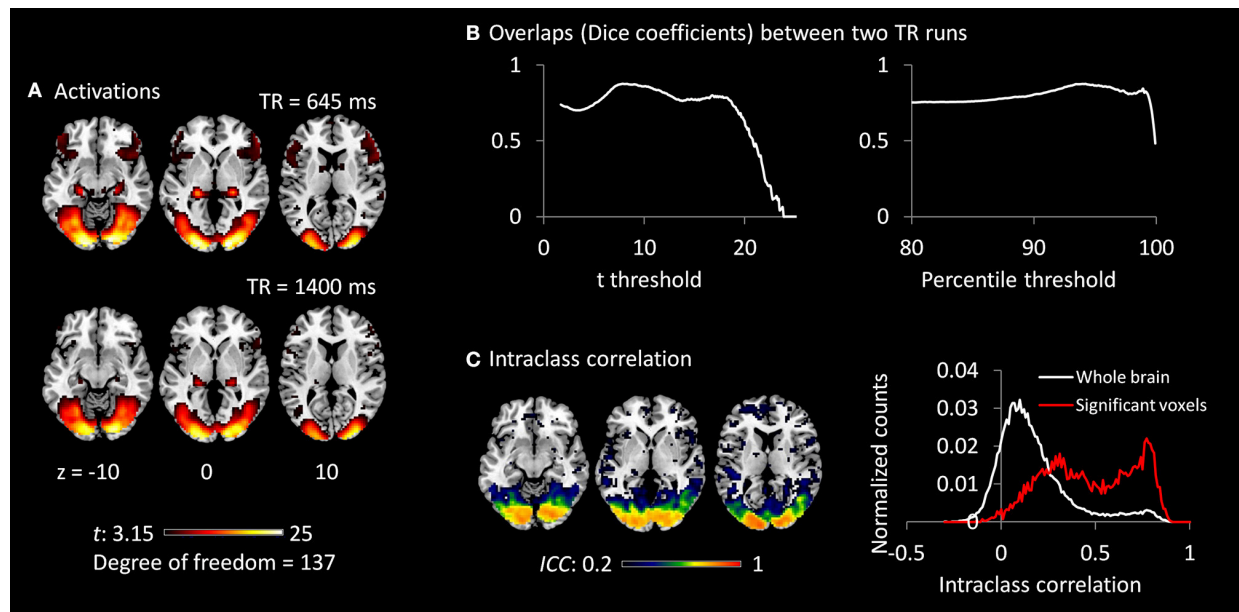 B Overlaps (Dice coefficients) between two TR runs
A Activations
TR = 645 ms
TR = 1400 ms
z = -10 0 10
t: 3.15 25
Degree of freedom = 137
1
0.5
0
0 10 20
t threshold
1
0.5
0
80 90 100
Percentile threshold
C Intraclass correlation
ICC: 0.2 1
Normalized counts
0.04
0.03
0.02
0.01
0
-0.5 0 0.5 1
Intraclass correlation
Whole brain
Significant voxels